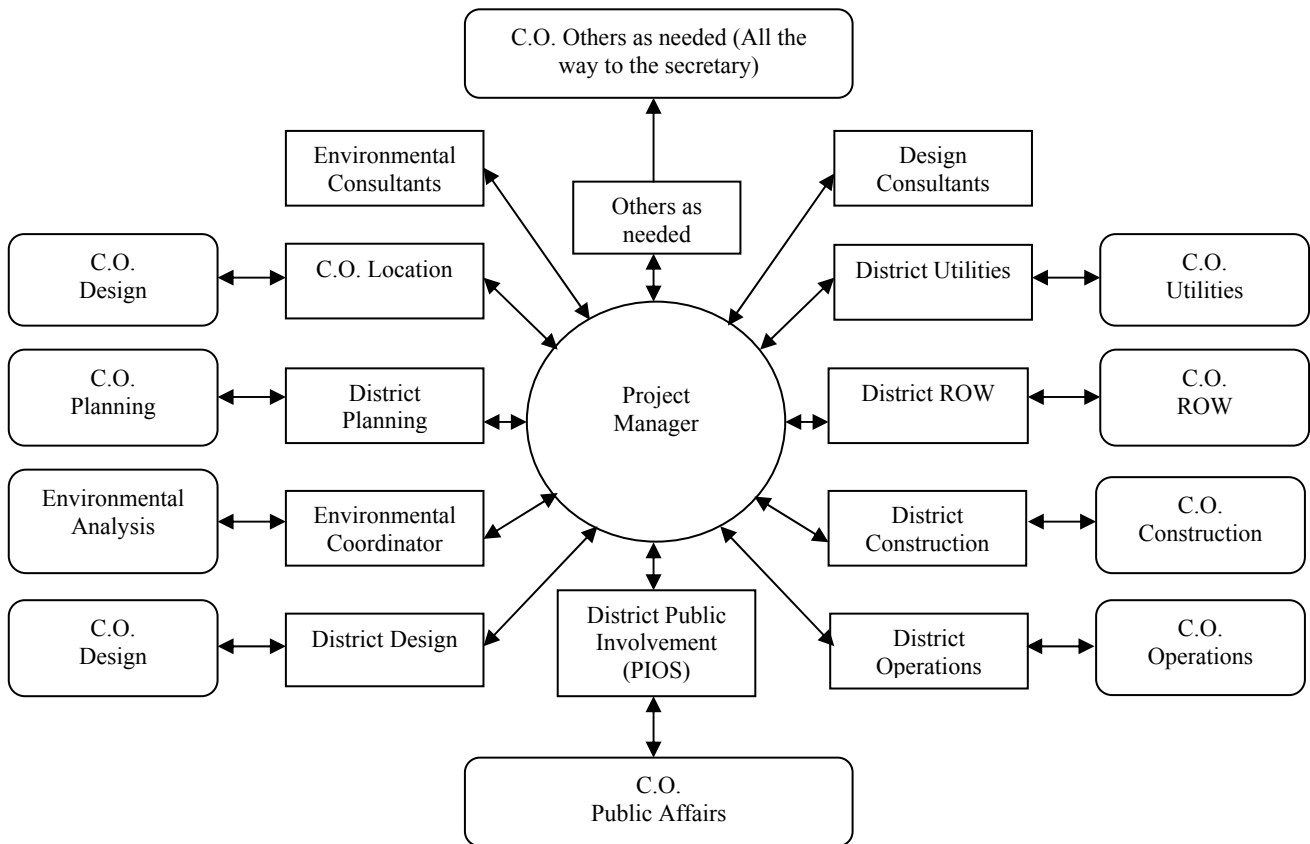 C.O. Others as needed (All the
way to the secretary)
Environmental
Consultants
Design
Consultants
Others as
needed
C.O.
Design
C.O. Location
District Utilities
C.O.
Utilities
C.O.
Planning
District
Planning
Project
Manager
District ROW
C.O.
ROW
Environmental
Analysis
Environmental
Coordinator
District
Construction
C.O.
Construction
C.O.
Design
District Design
District Public
Involvement
(PIOS)
District
Operations
C.O.
Operations
C.O.
Public Affairs